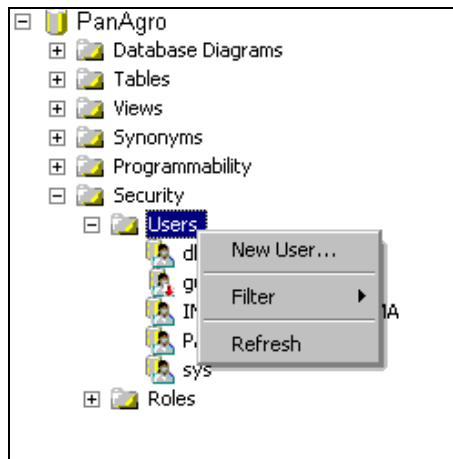 PanAgro
Database Diagrams
Tables
Views
Synonyms
Programmability
Security
Users
New User...
Filter
Refresh
sys
Roles